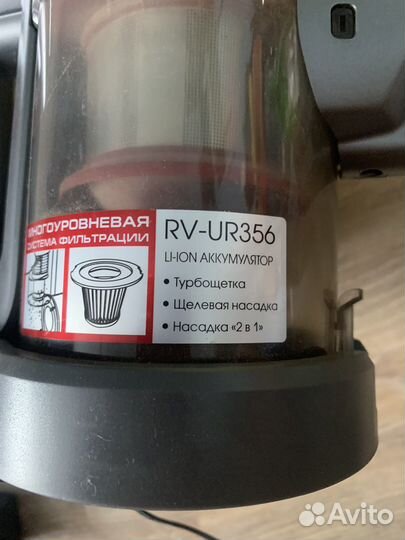 МНОГОУРОВНЕВАЯ
СИСТЕМА ФИЛЬТРАЦИИ
RV-UR356
LI-ION АККУМУЛЯТОР
• Турбощетка
• Щелевая насадка
• Насадка «2 в 1»
Avito